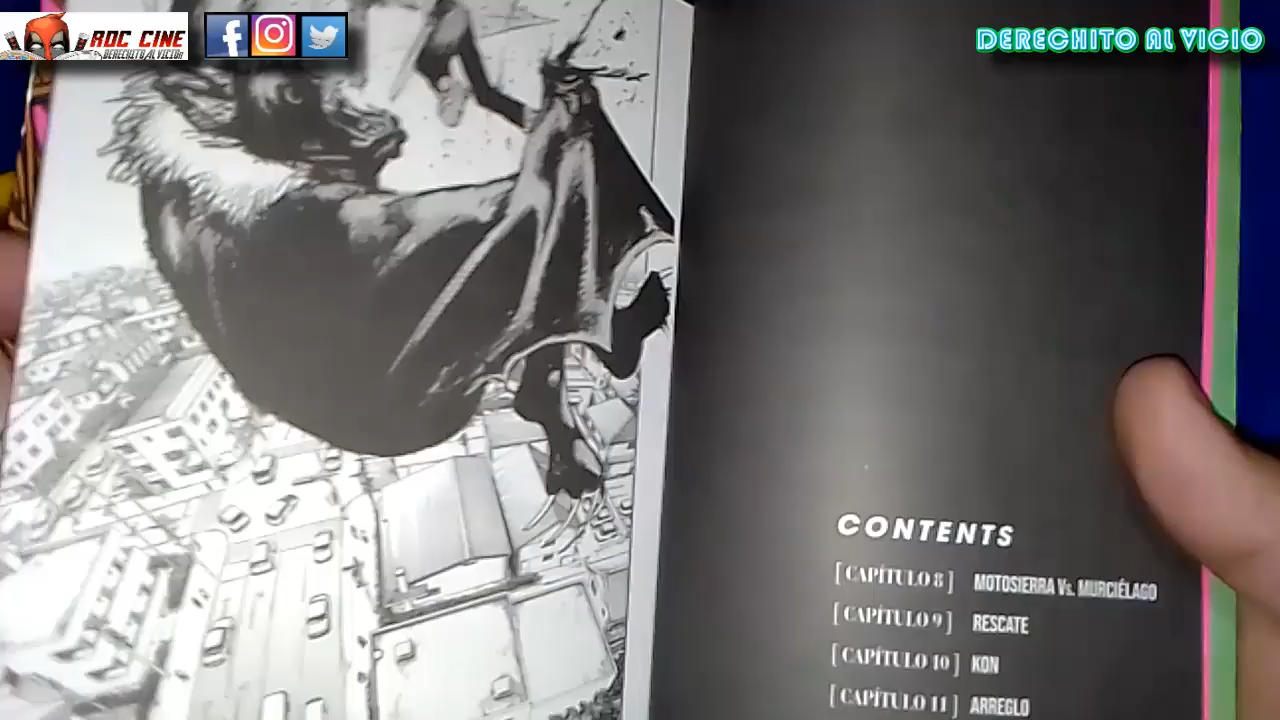 RDC CINE
DERECHITO AL VICIO
DERECHITO AL VICIO
CONTENTS
[ CAPÍTULO 8 ] MOTOSIERRA Vs. MURCIÉLAGO
[ CAPÍTULO 9 ] RESCATE
[ CAPÍTULO 10 ] KON
[ CAPÍTULO 11 ] ARREGLO